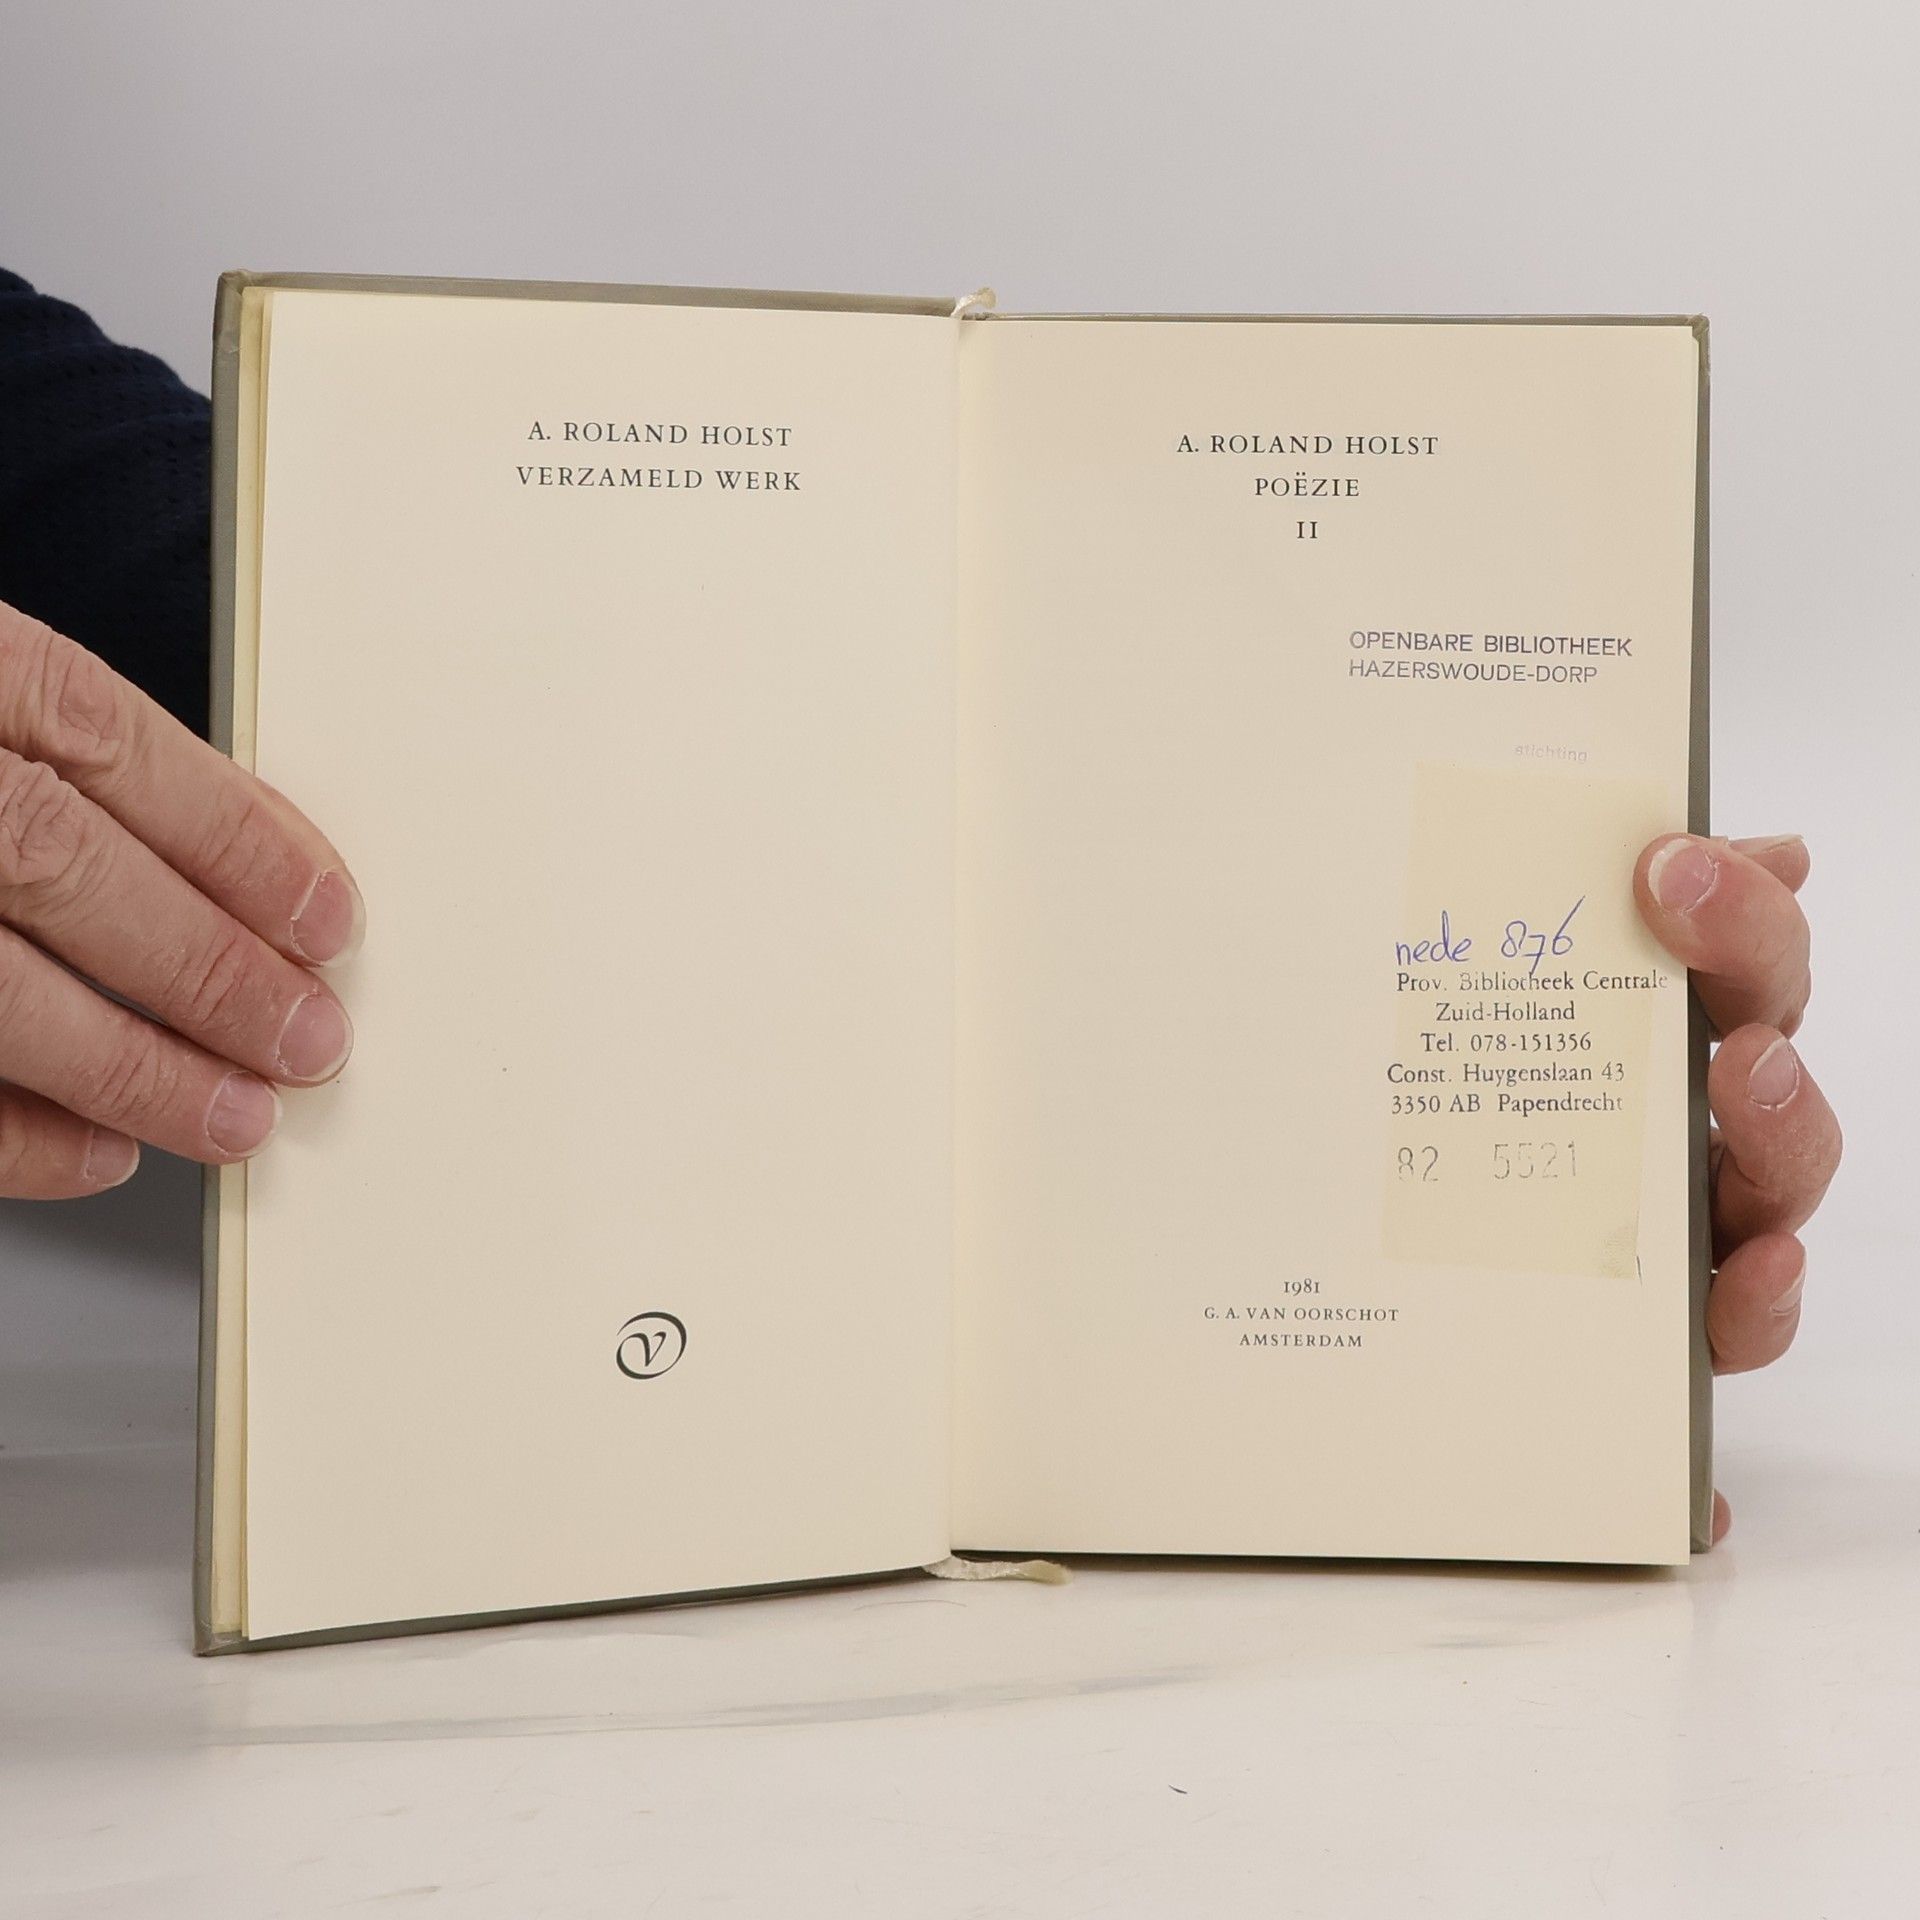 A. ROLAND HOLST
VERZAMELD WERK
V
A. ROLAND HOLST
POËZIE
II
OPENBARE BIBLIOTHEEK
HAZERSWOUDE-DORP
stichting
nede 876
Prov. Bibliotheek Centrale
Zuid-Holland
Tel. 078-151356
Const. Huygenslaan 43
3350 AB Papendrecht
82 5521
1981
G. A. VAN OORSCHOT
AMSTERDAM